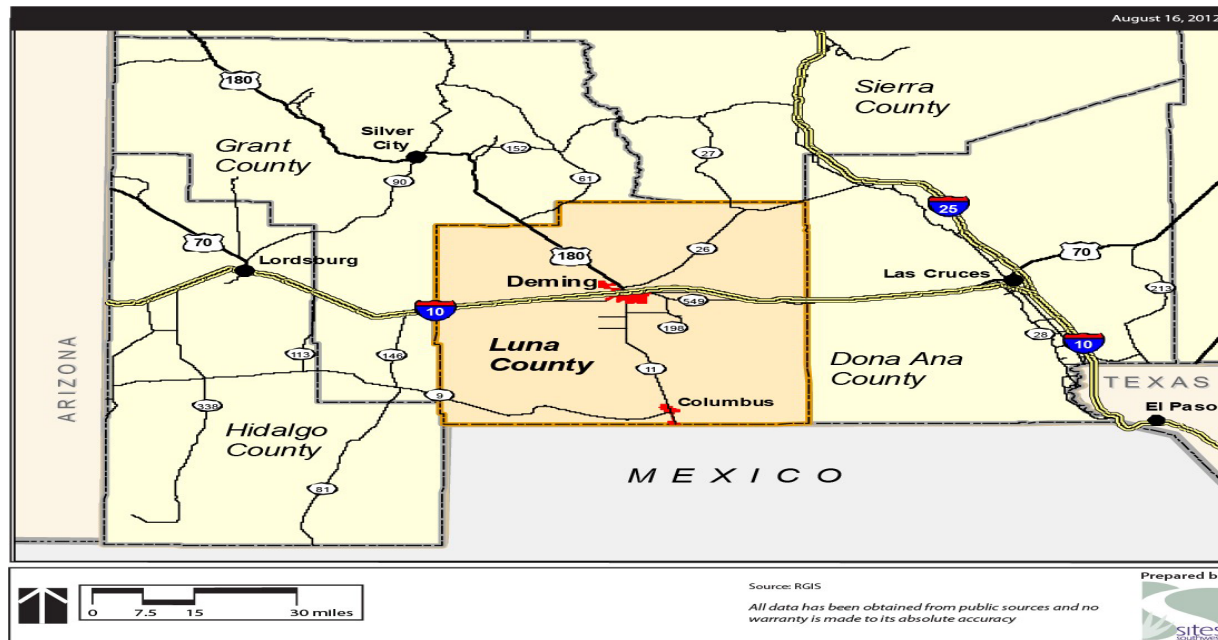 August 16, 2012
180
Sierra
County
Silver
City
Grant
County
152
27
90
61
25
70
70
26
Lordsburg
180
Las Cruces
Deming
10
549
213
198
28
Luna
County
10
113
146
11
Dona Ana
County
ARIZONA
TEXAS
9
Columbus
El Paso
338
Hidalgo
County
MEXICO
81
0 7.5 15 30 miles
Source: RGIS
All data has been obtained from public sources and no
warranty is made to its absolute accuracy
Prepared b
sites
southwest